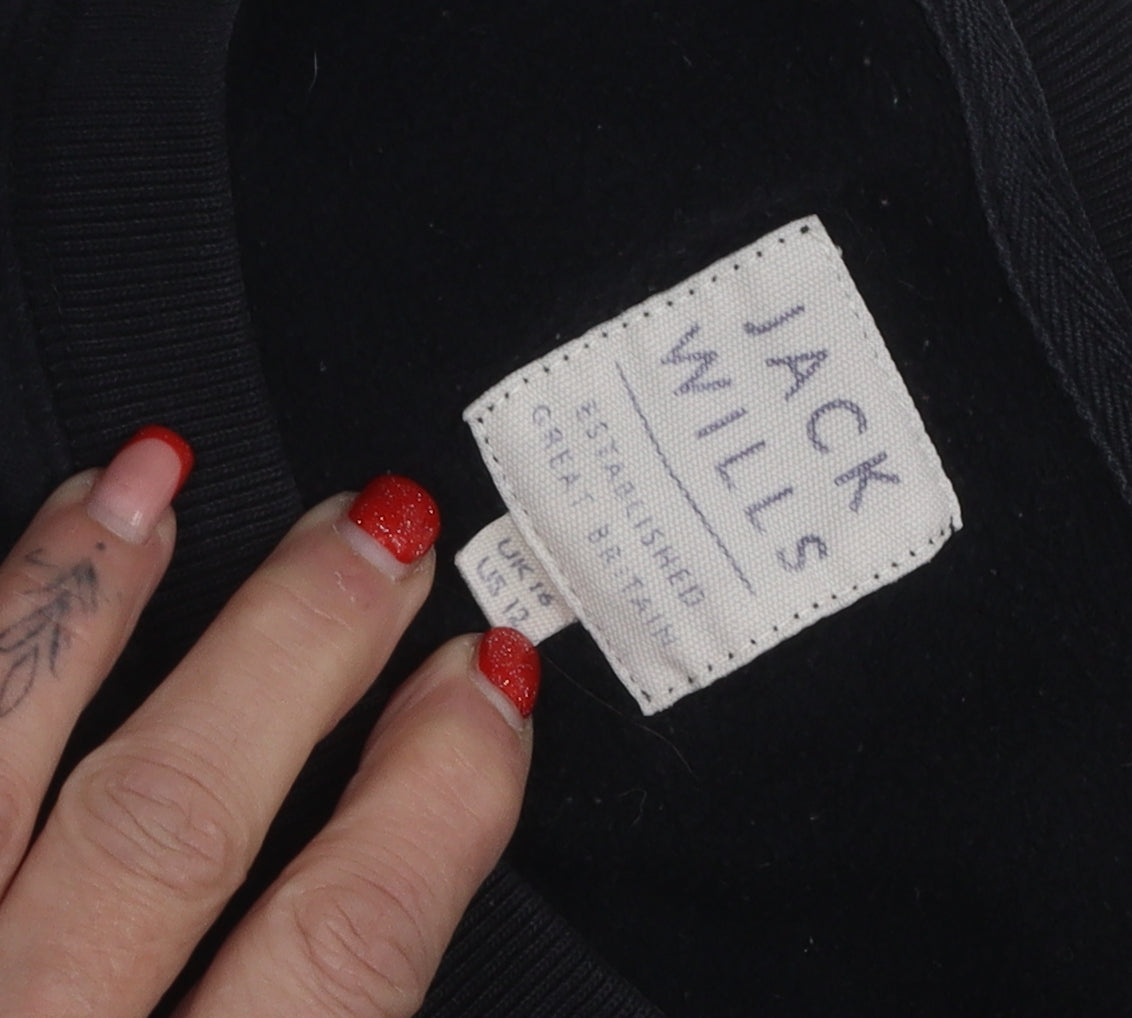 JACK
WILLS
ESTABLISHED
GREAT BRITAIN
UK 16
US 12